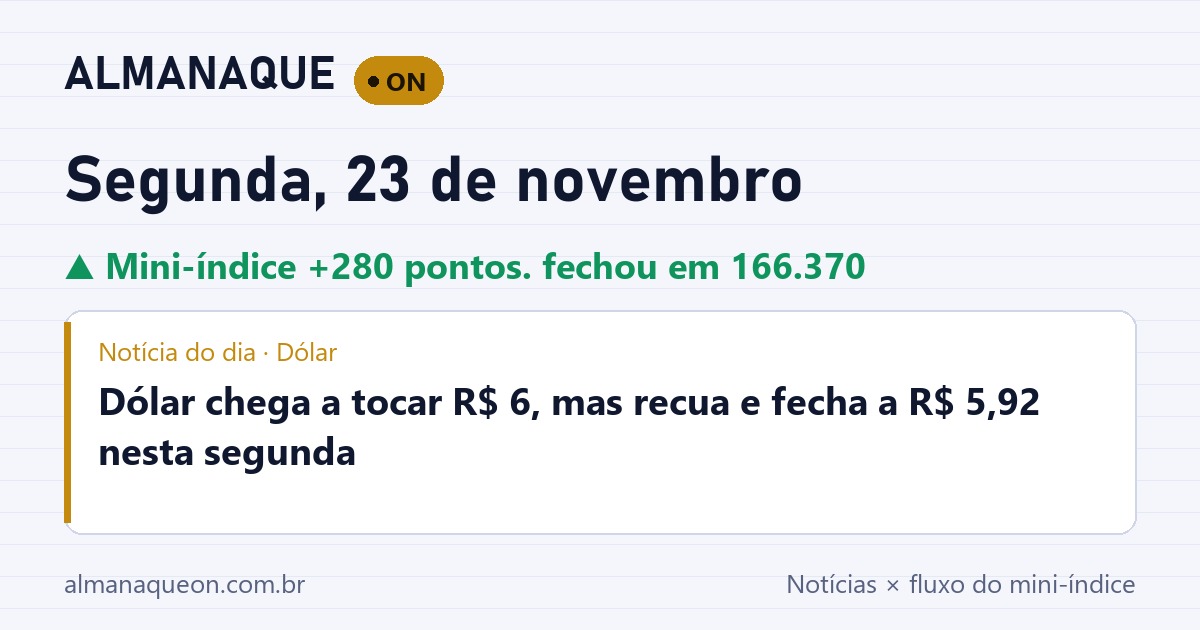 ALMANAQUE • ON
Segunda, 23 de novembro
▲ Mini-índice +280 pontos. fechou em 166.370
Notícia do dia · Dólar
Dólar chega a tocar R$ 6, mas recua e fecha a R$ 5,92
nesta segunda
almanaqueon.com.br
Notícias × fluxo do mini-índice